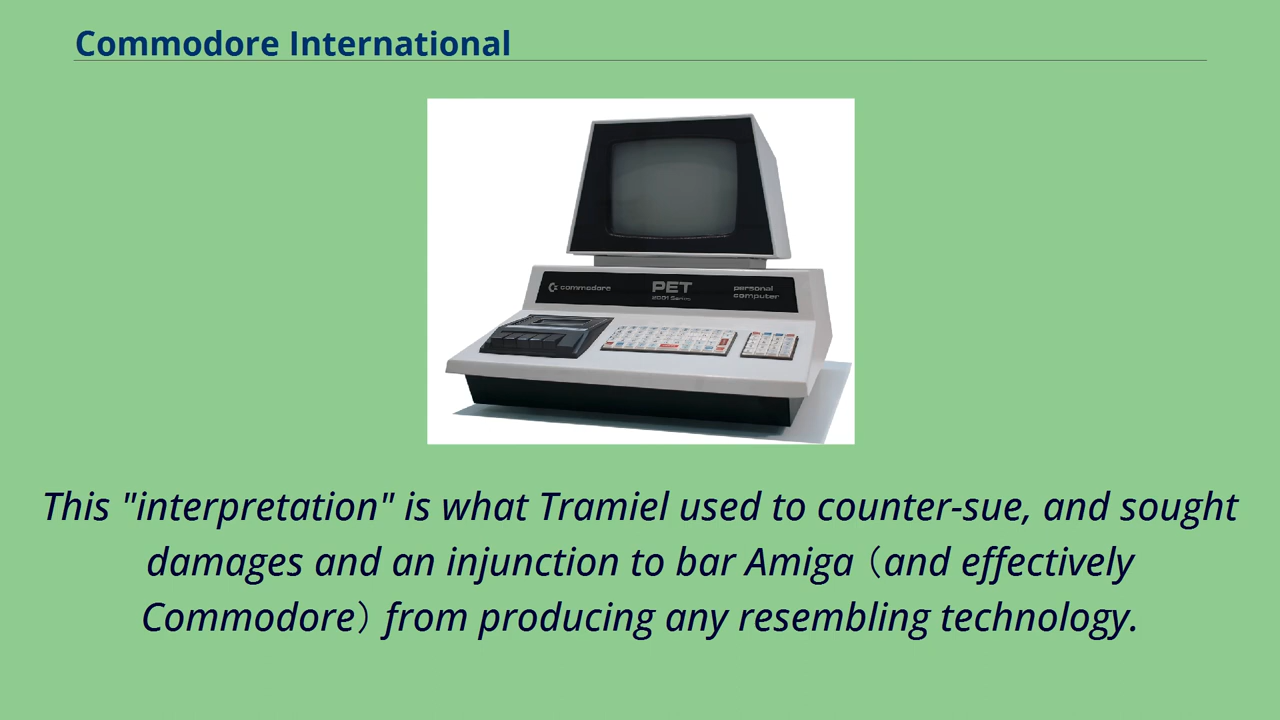 Commodore International
commodore
PET
2001 Series
personal
computer
This "interpretation" is what Tramiel used to counter-sue, and sought
damages and an injunction to bar Amiga（and effectively
Commodore）from producing any resembling technology.